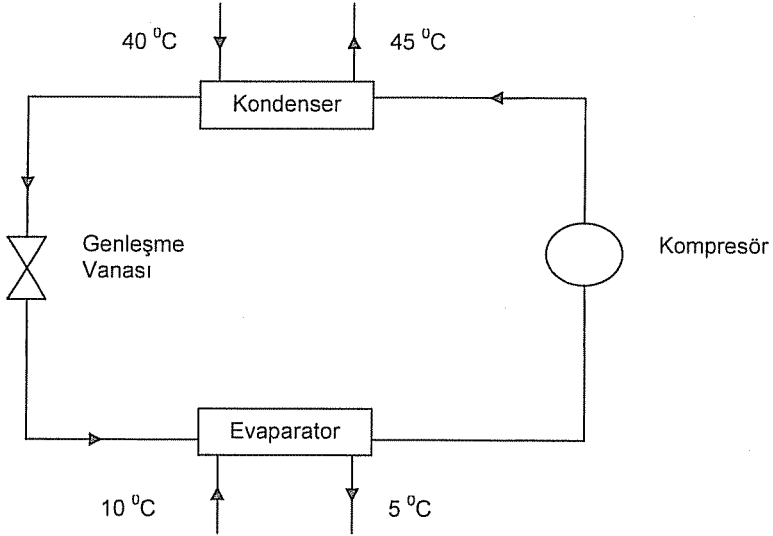 40 ⁰C
45 ⁰C
Kondenser
Genleşme
Vanası
Kompresör
Evaparator
10 ⁰C
5 ⁰C